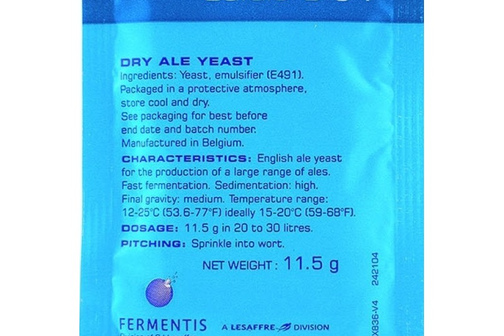 DRY ALE YEAST
Ingredients: Yeast, emulsifier (E491).
Packaged in a protective atmosphere,
store cool and dry.
See packaging for best before
end date and batch number.
Manufactured in Belgium.
CHARACTERISTICS: English ale yeast
for the production of a large range of ales.
Fast fermentation. Sedimentation: high.
Final gravity: medium. Temperature range:
12-25°C (53.6-77°F) ideally 15-20°C (59-68°F).
DOSAGE: 11.5 g in 20 to 30 litres.
PITCHING: Sprinkle into wort.
NET WEIGHT : 11.5 g
FERMENTIS
A LESAFFRE DIVISION
X836-V4 242104